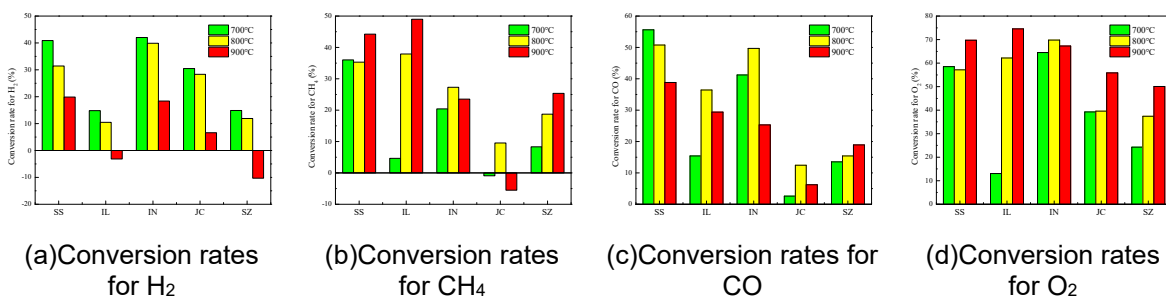 700℃
800℃
900℃
Conversion rate for H₂ (%)
50
40
30
20
10
0
-10
-20
SS IL IN JC SZ
(a)Conversion rates
for H₂
700℃
800℃
900℃
Conversion rate for CH₄ (%)
50
40
30
20
10
0
-10
SS IL IN JC SZ
(b)Conversion rates
for CH₄
700℃
800℃
900℃
Conversion rate for CO (%)
60
50
40
30
20
10
0
SS IL IN JC SZ
(c)Conversion rates for
CO
700℃
800℃
900℃
Conversion rate for O₂ (%)
80
70
60
50
40
30
20
10
0
SS IL IN JC SZ
(d)Conversion rates
for O₂